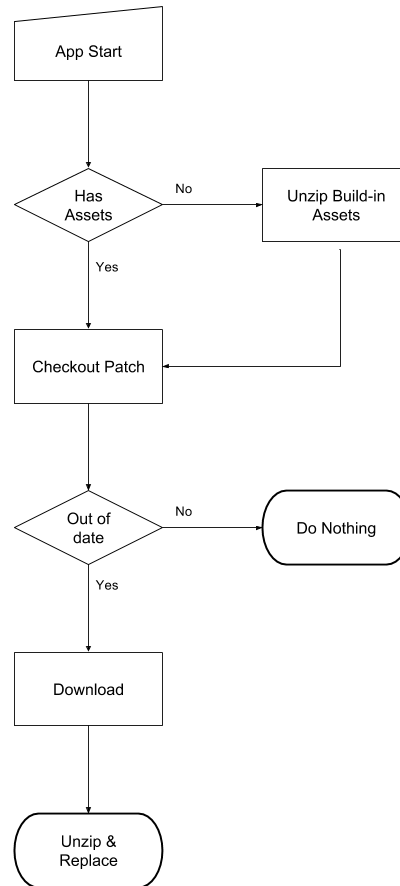 App Start
Has
Assets
No
Unzip Build-in
Assets
Yes
Checkout Patch
Out of
date
No
Do Nothing
Yes
Download
Unzip &
Replace